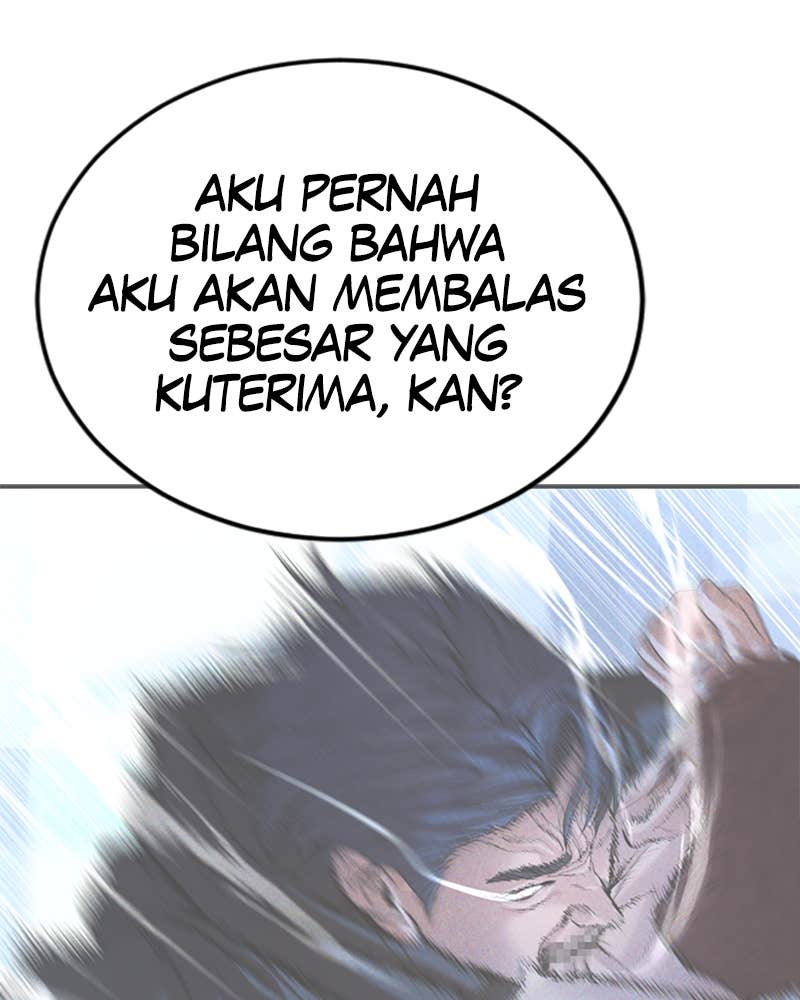 AKU PERNAH
BILANG BAHWA
AKU AKAN MEMBALAS
SEBESAR YANG
KUTERIMA, KAN?